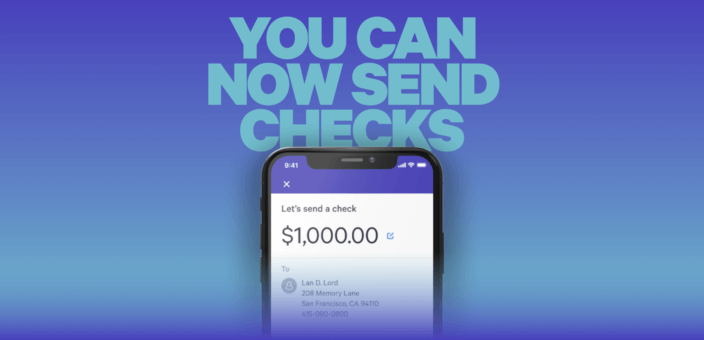 YOU CAN
NOW SEND
CHECKS
9:41
Let's send a check
$1,000.00
To
Lan D. Lord
208 Memory Lane
San Francisco, CA 94110
415-980-0800